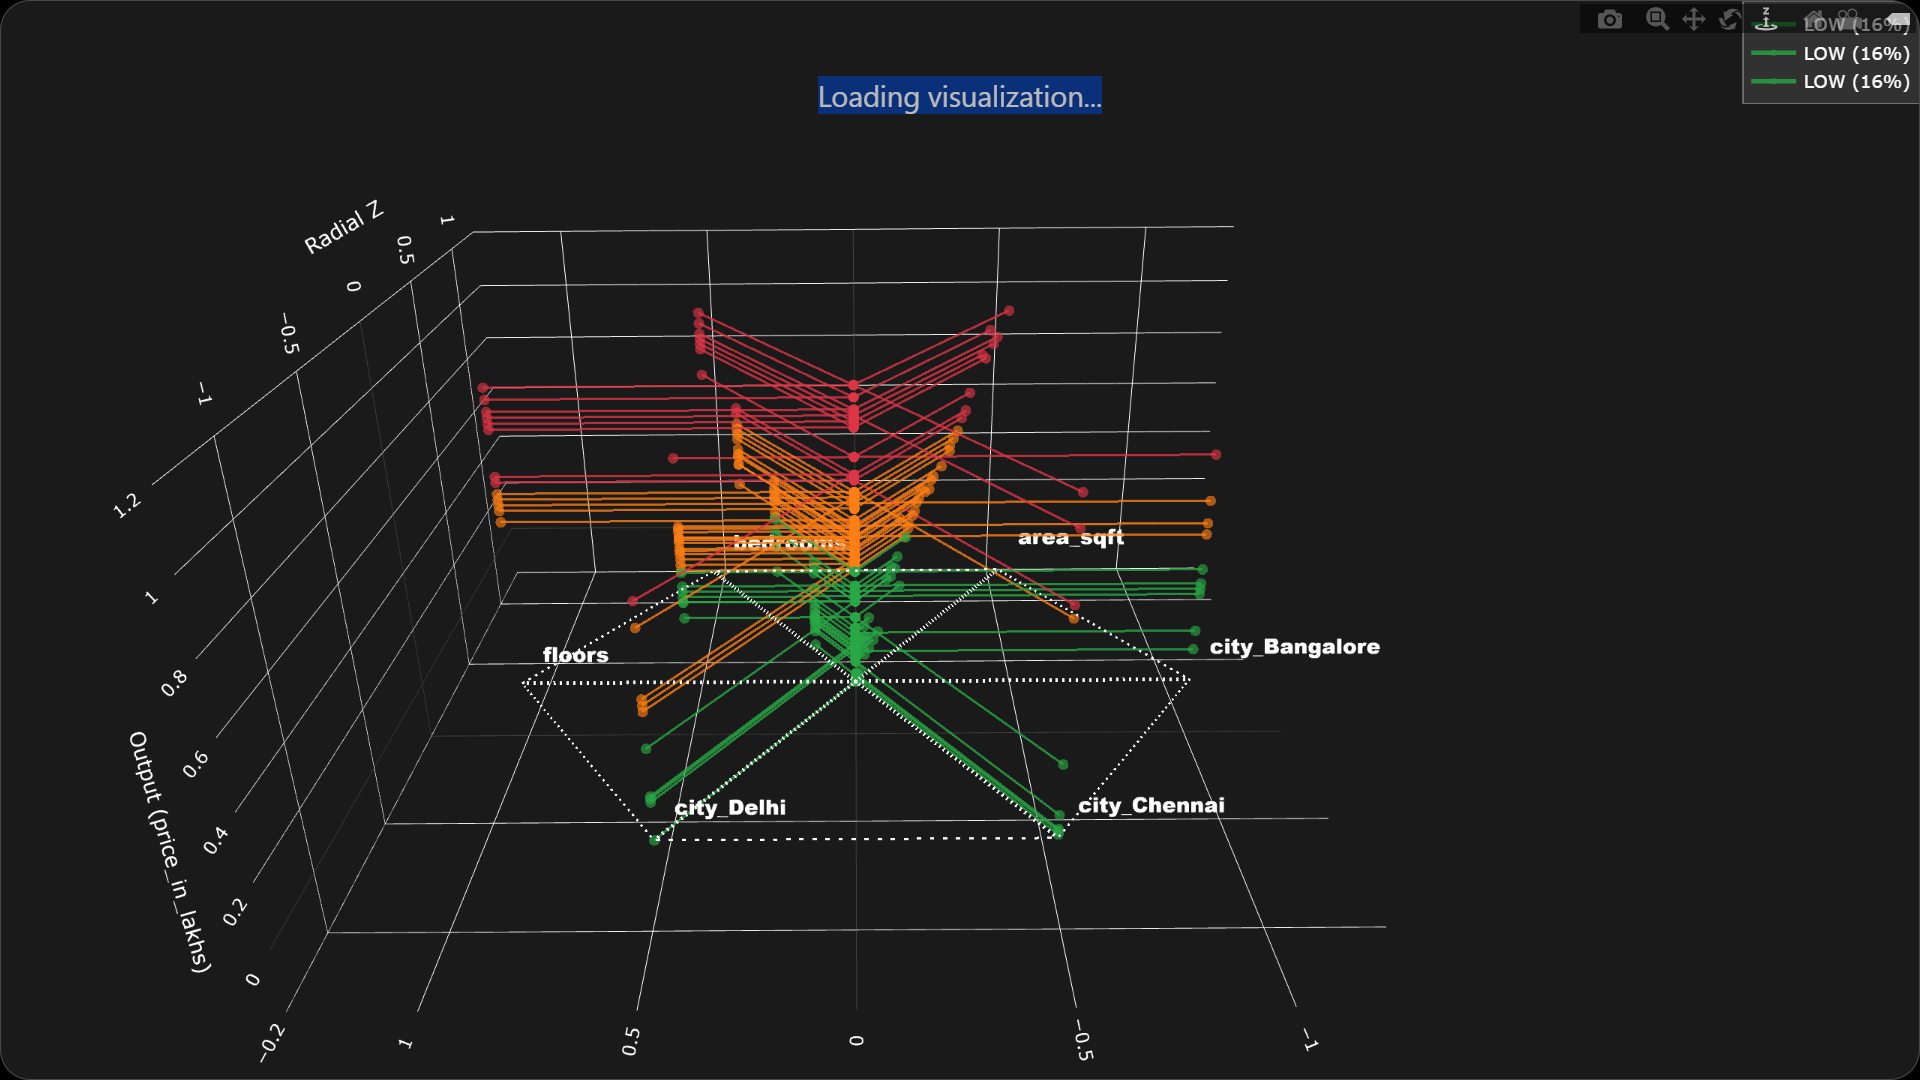 LOW (16%)
LOW (16%)
LOW (16%)
Loading visualization...
Radial Z
1
0.5
0
−0.5
−1
1.2
1
0.8
0.6
0.4
0.2
0
−0.2
Output (price_in_lakhs)
bedrooms
area_sqft
floors
city_Bangalore
city_Delhi
city_Chennai
1
0.5
0
−0.5
−1
z